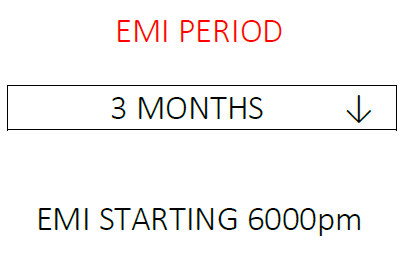 EMI PERIOD
3 MONTHS ↓
EMI STARTING 6000pm